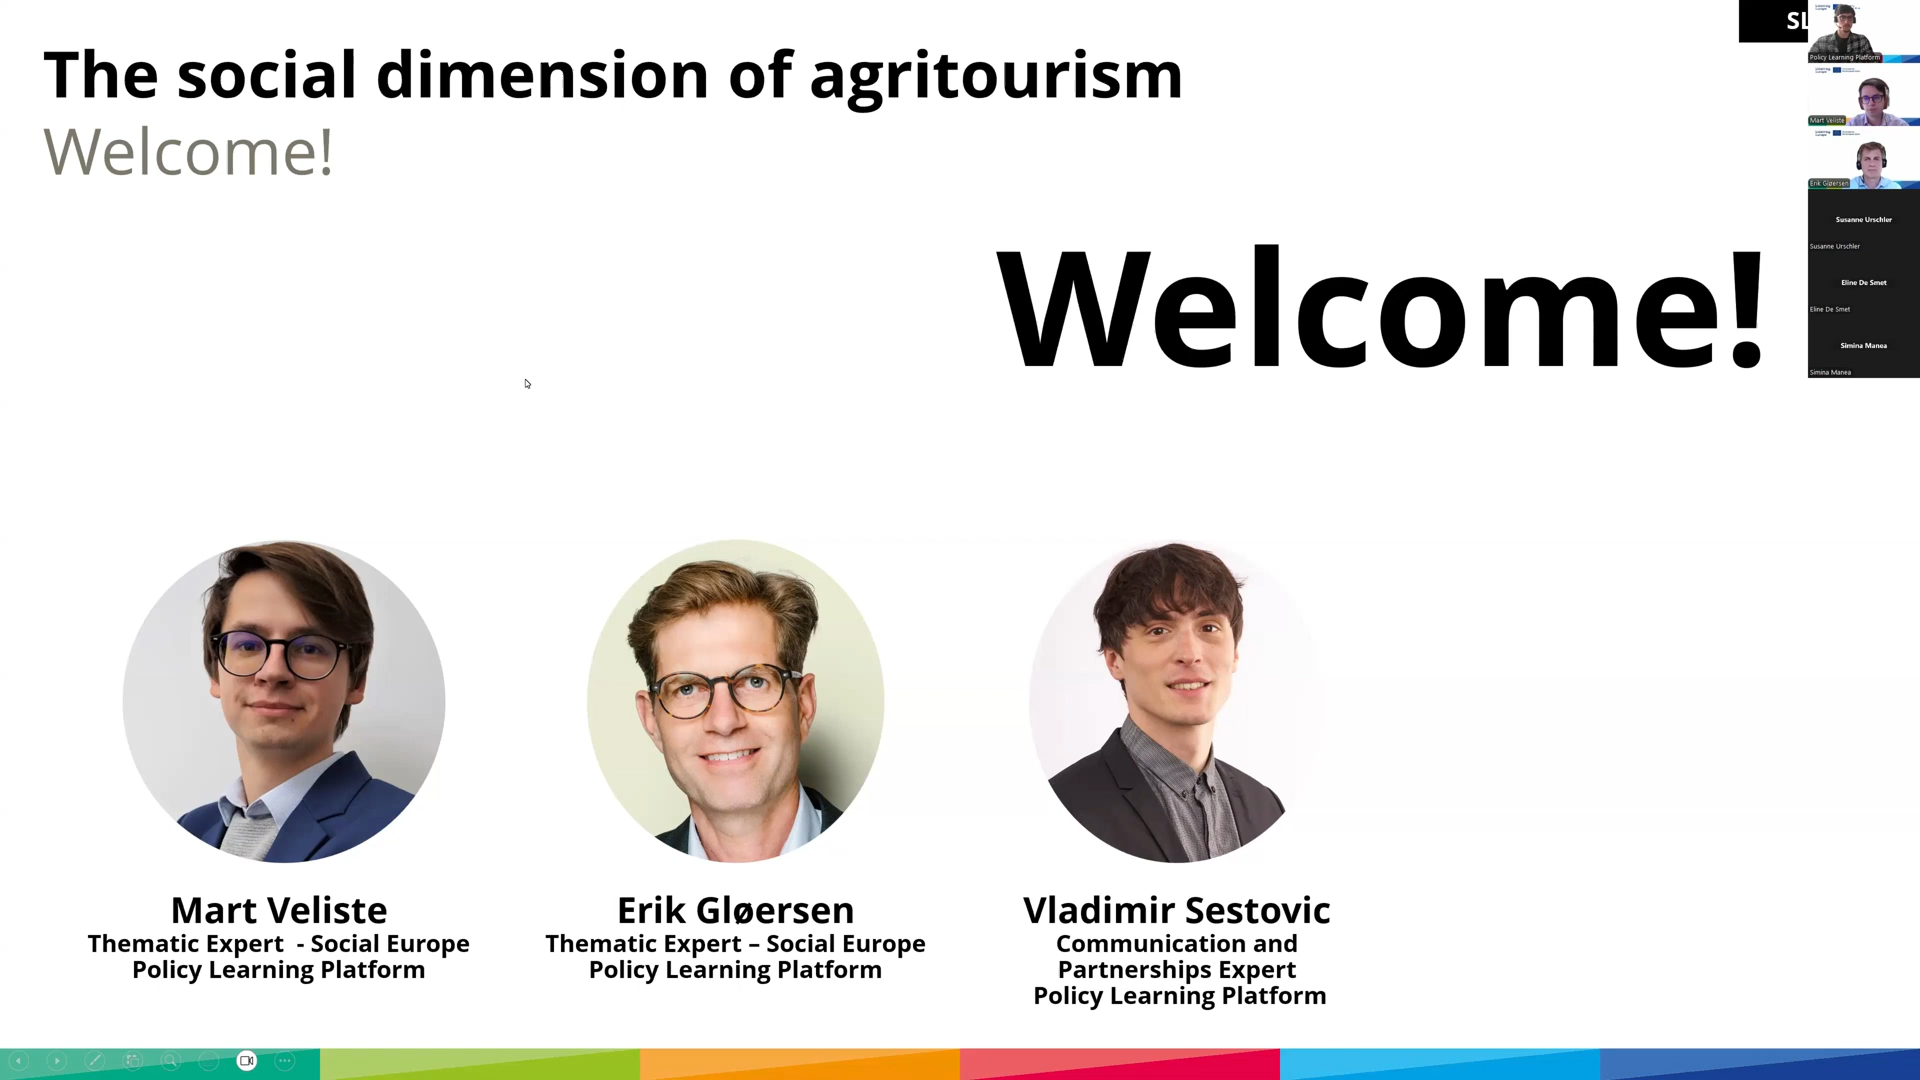 The social dimension of agritourism
Welcome!
Welcome!
Mart Veliste
Thematic Expert  - Social Europe
Policy Learning Platform
Erik Gløersen
Thematic Expert – Social Europe
Policy Learning Platform
Vladimir Sestovic
Communication and
Partnerships Expert
Policy Learning Platform
Policy Learning Platform
Mart Veliste
Erik Gløersen
Susanne Urschler
Susanne Urschler
Eline De Smet
Eline De Smet
Simina Manea
Simina Manea